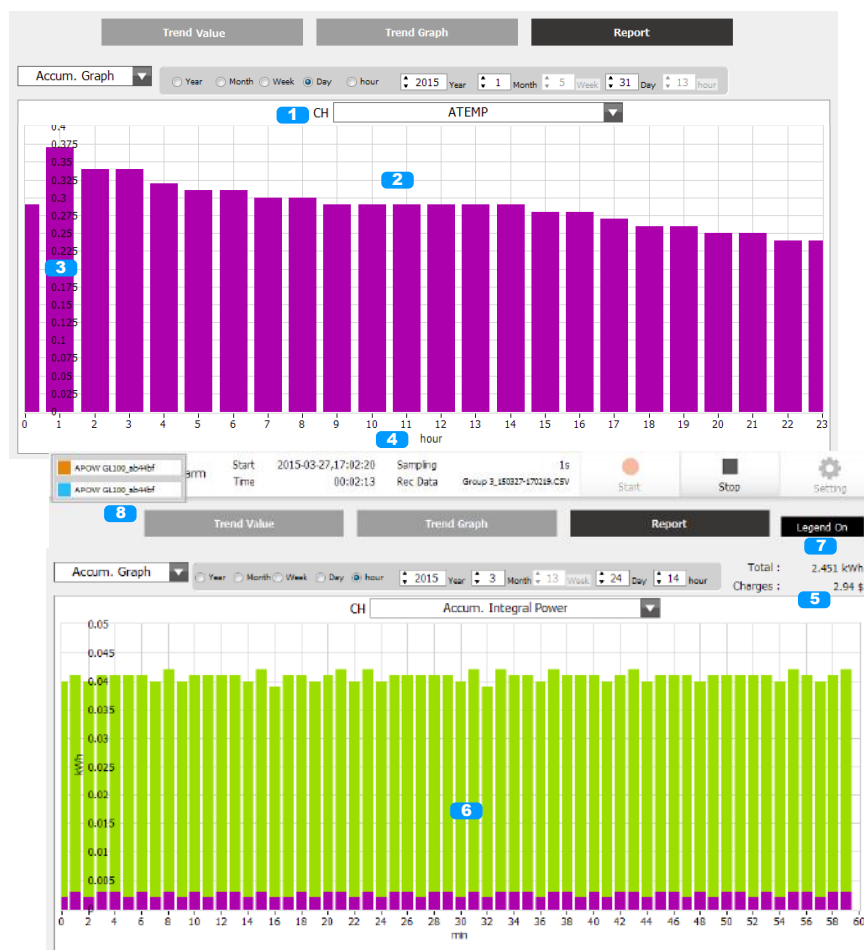 Trend Value Trend Graph Report
Accum. Graph Year Month Week Day hour 2015 Year 1 Month 5 Week 31 Day 13 hour
1 CH ATEMP
0.4
0.375
0.35
0.325
2
0.3
0.275
0.25
0.225
3
0.2
0.175
0.15
0.125
0.1
0.075
0.05
0.025
0
0 1 2 3 4 5 6 7 8 9 10 11 12 13 14 15 16 17 18 19 20 21 22 23
4 hour
APOW GL100_ab44bf
APOW GL100_ab44bf
arm Start 2015-03-27,17:02:20 Sampling 1s
Time 00:02:13 Rec Data Group 3_150327-170219.CSV
Start Stop Setting
8
Trend Value Trend Graph Report Legend On
7
Accum. Graph Year Month Week Day hour 2015 Year 3 Month 13 Week 24 Day 14 hour
Total : 2.451 kWh
Charges : 2.94 $
5
CH Accum. Integral Power
0.05
0.045
0.04
0.035
0.03
kWh
0.025
0.02
6
0.015
0.01
0.005
0
0 2 4 6 8 10 12 14 16 18 20 22 24 26 28 30 32 34 36 38 40 42 44 46 48 50 52 54 56 58 60
min